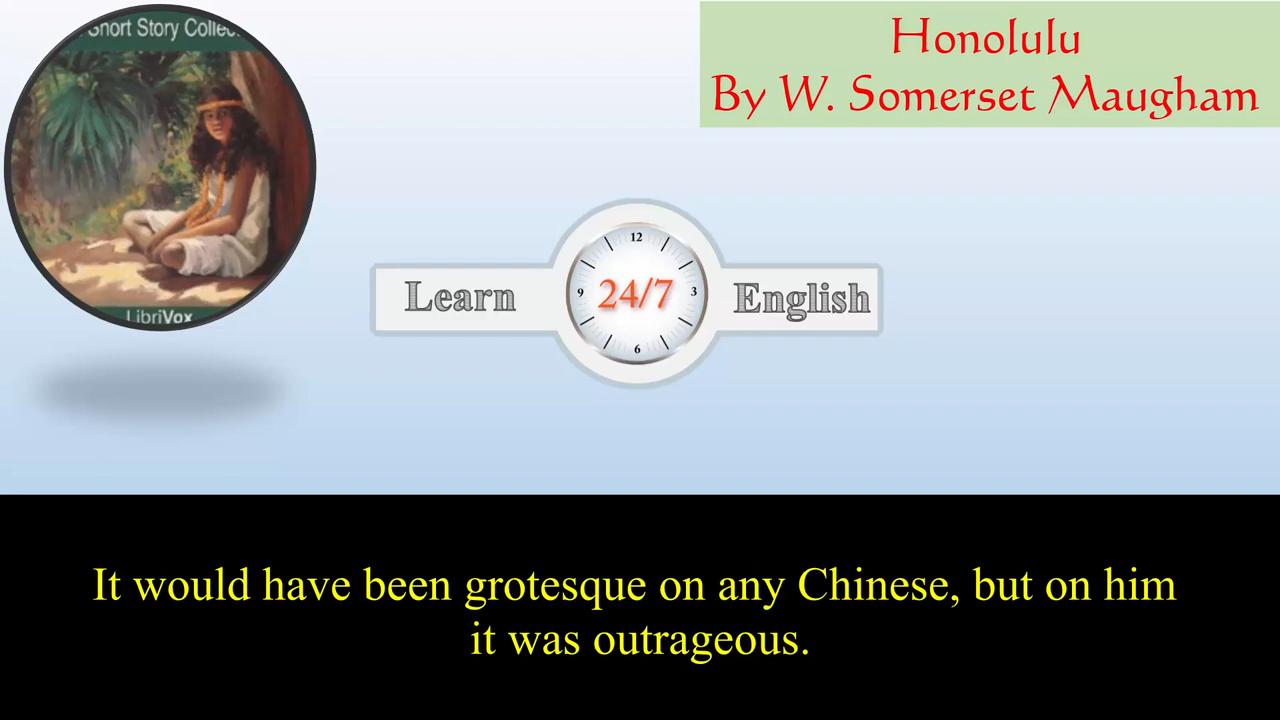 Short Story Collec
LibriVox
Honolulu
By W. Somerset Maugham
Learn
24/7
English
12
9
3
6
It would have been grotesque on any Chinese, but on him
it was outrageous.